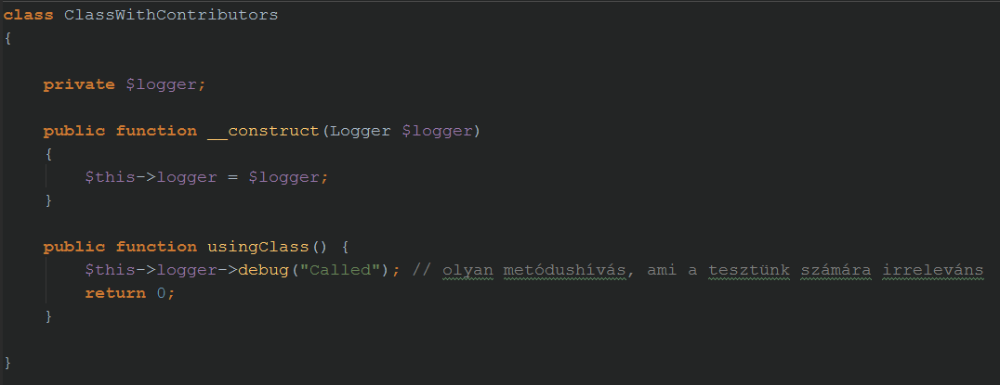 class ClassWithContributors
{
private $logger;
public function __construct(Logger $logger)
{
$this->logger = $logger;
}
public function usingClass() {
$this->logger->debug("Called"); // olyan metódushívás, ami a tesztünk számára irreleváns
return 0;
}
}